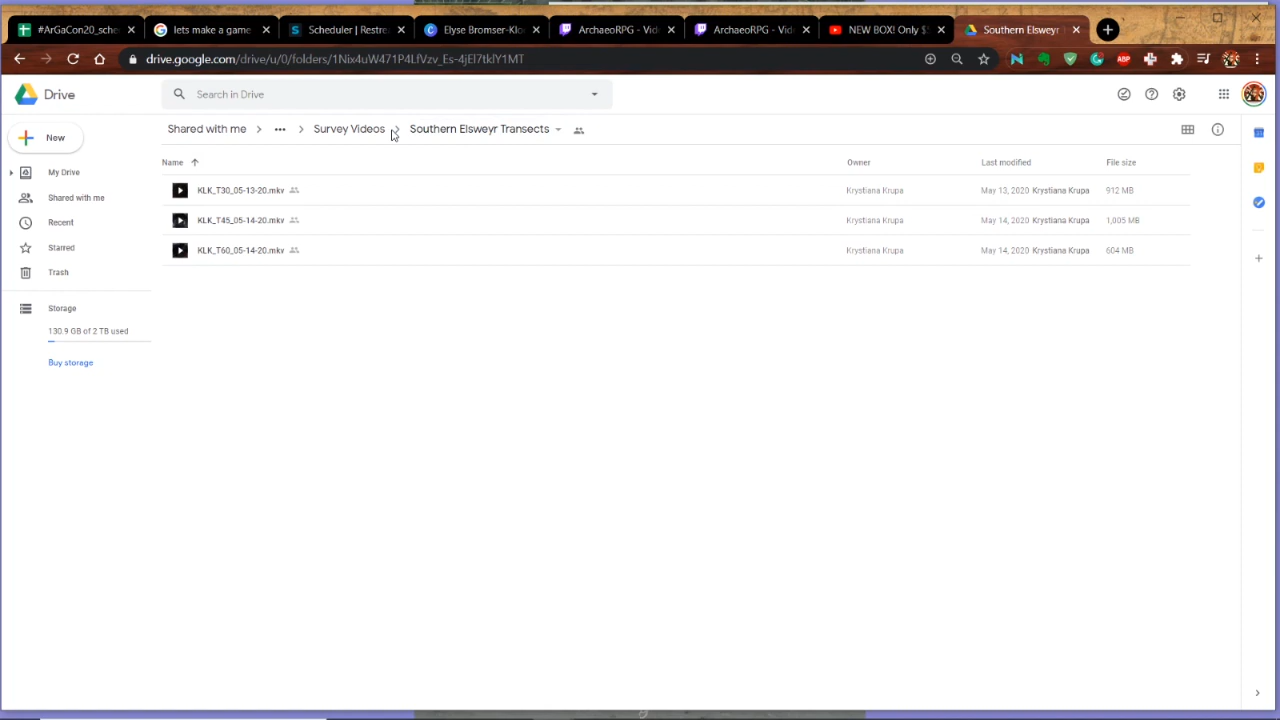 #ArGaCon20_sche
lets make a game
Scheduler | Restre
Elyse Bromser-Klo
ArchaeoRPG - Vide
ArchaeoRPG - Vide
NEW BOX! Only $
Southern Elsweyr
drive.google.com/drive/u/0/folders/1Nix4uW471P4LfVzv_Es-4jEl7tklY1MT
Drive
Search in Drive
New
Shared with me
Survey Videos
Southern Elsweyr Transects
My Drive
Shared with me
Recent
Starred
Trash
Storage
130.9 GB of 2 TB used
Buy storage
Name Owner Last modified File size
KLK_T30_05-13-20.mkv Krystiana Krupa May 13, 2020 Krystiana Krupa 912 MB
KLK_T45_05-14-20.mkv Krystiana Krupa May 14, 2020 Krystiana Krupa 1,005 MB
KLK_T60_05-14-20.mkv Krystiana Krupa May 14, 2020 Krystiana Krupa 604 MB